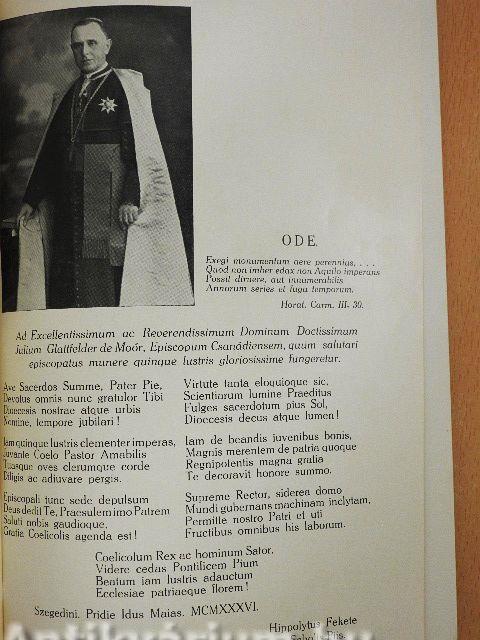 ODE.
Exegi monumentum aere perennius, . . .
Quod non imber edax non Aquilo impotens
Possit diruere, aut innumerabilis
Annorum series et fuga temporum.
Horat. Carm. III- 30.
Ad Excellentissimum ac Reverendissimum Dominum Doctissimum
Julium Glattfelder de Moór, Episcopum Csanádiensem, quum salutari
episcopatus munere quinque lustris gloriosissime fungeretur.
Ave Sacerdos Summe, Pater Pie,
Devotus omnis nunc gratulor Tibi
Dioecesis nostrae atque urbis
Nomine, tempore jubilari !
Iam quinque lustris clementer imperas,
Juvante Coelo Pastor Amabilis
Tuasque oves clerumque corde
Diligis ac adiuvare pergis.
Episcopali tunc sede depulsum
Deus dedit Te, Praesulem imo Patrem
Saluti nobis gaudioque,
Gratia Coelicolis agenda est !
Virtute tanta eloquioque sic,
Scientiarum lumine Praeditus
Fulges sacerdotum pius Sol,
Dioecesis decus atque lumen !
Iam de beandis iuvenibus bonis,
Magnis merentem de patria quoque
Regnipotentis magna gratia
Te decoravit honore summo.
Supreme Rector, siderea domo
Mundi gubernans machinam inclytam,
Permitte nostro Patri et uti
Fructibus omnibus his laborum.
Coelicolum Rex ac hominum Sator,
Videre cedas Pontificem Pium
Beatum iam lustris adauctum
Ecclesiae patriaeque florem !
Szegedini. Pridie Idus Maias. MCMXXXVI.
Hippolytus Fekete
Schol. Piis.